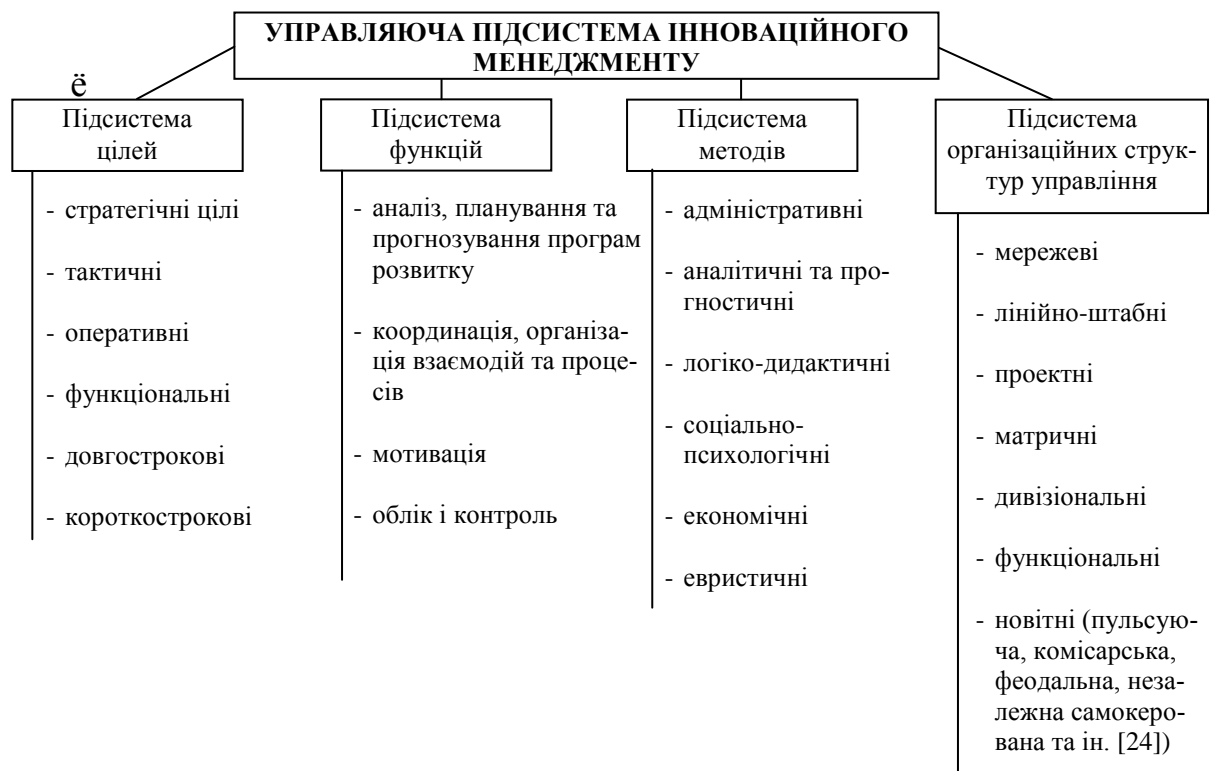 УПРАВЛЯЮЧА ПІДСИСТЕМА ІННОВАЦІЙНОГО
МЕНЕДЖМЕНТУ
ё
Підсистема
цілей
- стратегічні цілі
- тактичні
- оперативні
- функціональні
- довгострокові
- короткострокові
Підсистема
функцій
- аналіз, планування та
прогнозування програм
розвитку
- координація, організа-
ція взаємодій та проце-
сів
- мотивація
- облік і контроль
Підсистема
методів
- адміністративні
- аналітичні та про-
гностичні
- логіко-дидактичні
- соціально-
психологічні
- економічні
- евристичні
Підсистема
організаційних струк-
тур управління
- мережеві
- лінійно-штабні
- проектні
- матричні
- дивізіональні
- функціональні
- новітні (пульсую-
ча, комісарська,
феодальна, неза-
лежна самокеро-
вана та ін. [24])